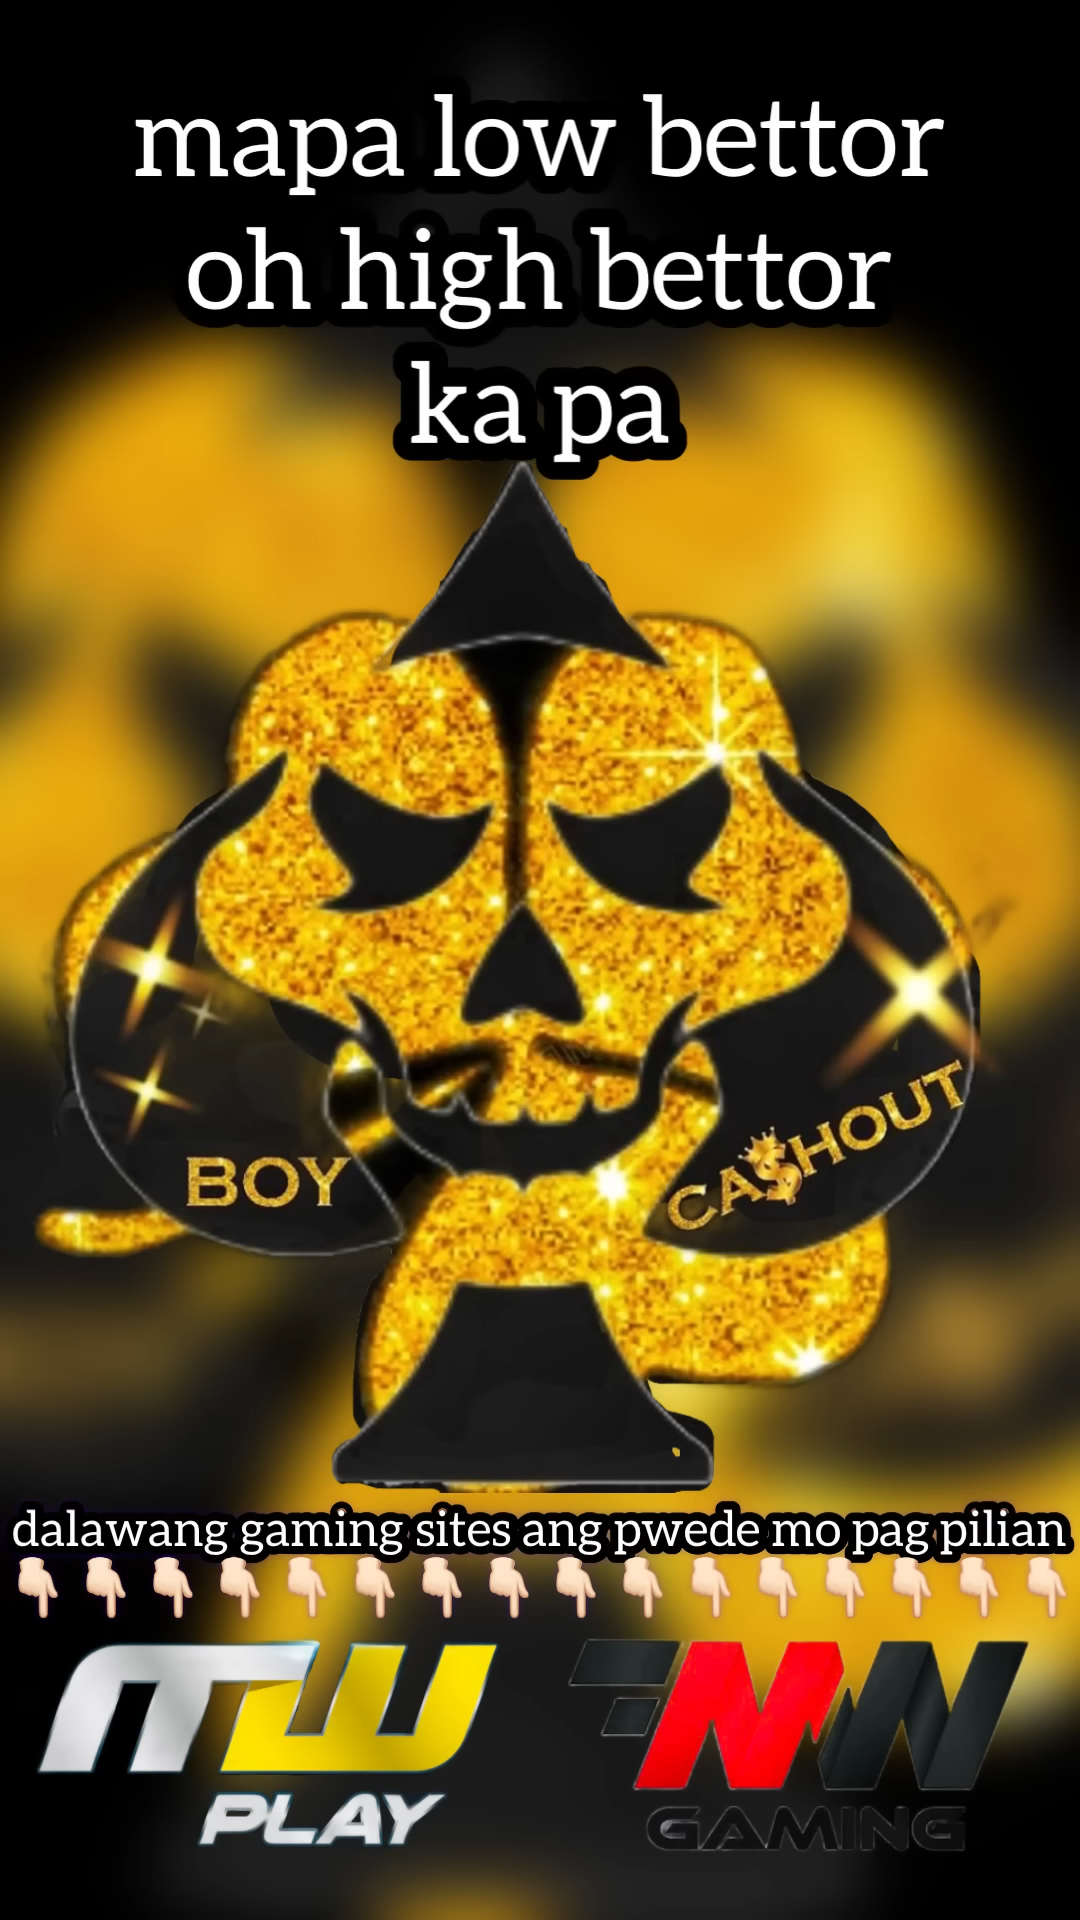 mapa low bettor
oh high bettor
ka pa
BOY
CA$HOUT
dalawang gaming sites ang pwede mo pag pilian
👇🏻👇🏻👇🏻👇🏻👇🏻👇🏻👇🏻👇🏻👇🏻👇🏻👇🏻👇🏻👇🏻👇🏻👇🏻👇🏻
MW
PLAY
GAMING